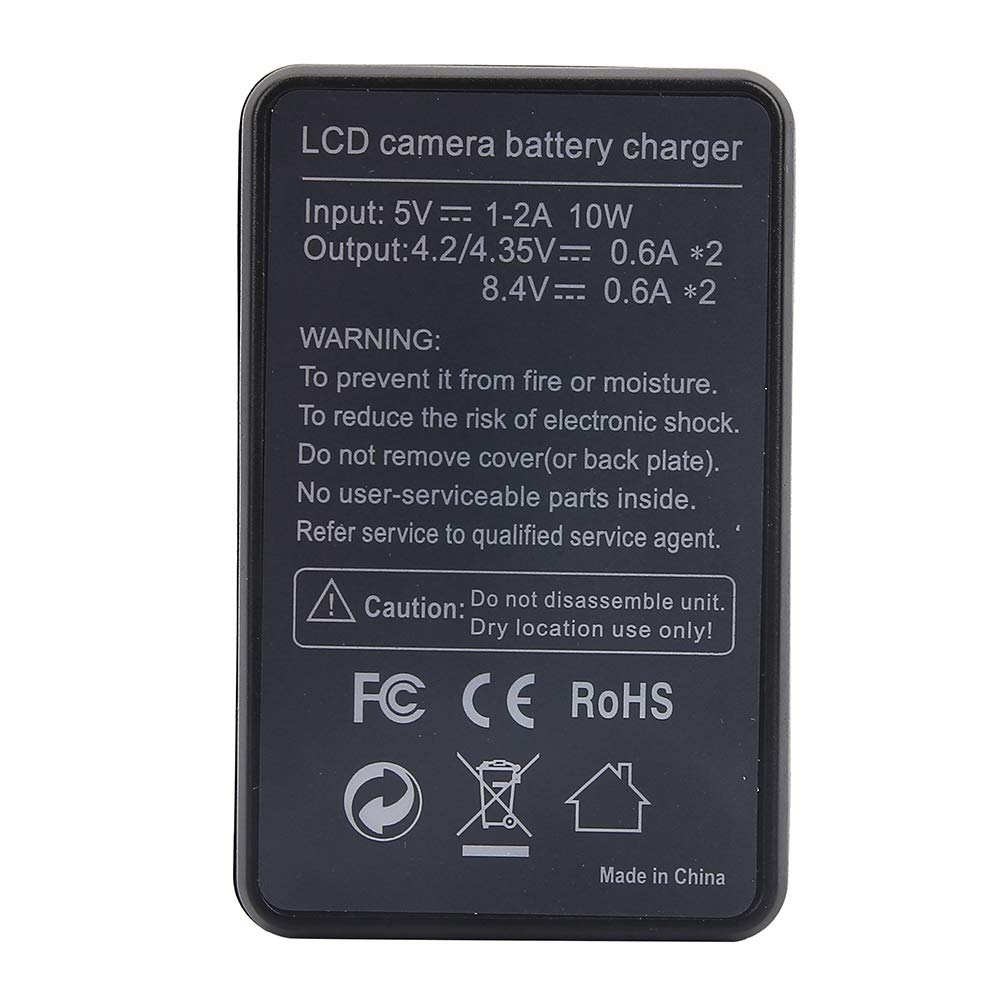 LCD camera battery charger
Input: 5V⎓ 1-2A 10W
Output:4.2/4.35V⎓ 0.6A *2
8.4V⎓ 0.6A *2
WARNING:
To prevent it from fire or moisture.
To reduce the risk of electronic shock.
Do not remove cover(or back plate).
No user-serviceable parts inside.
Refer service to qualified service agent.
Caution: Do not disassemble unit.
Dry location use only!
FC CE RoHS
Made in China